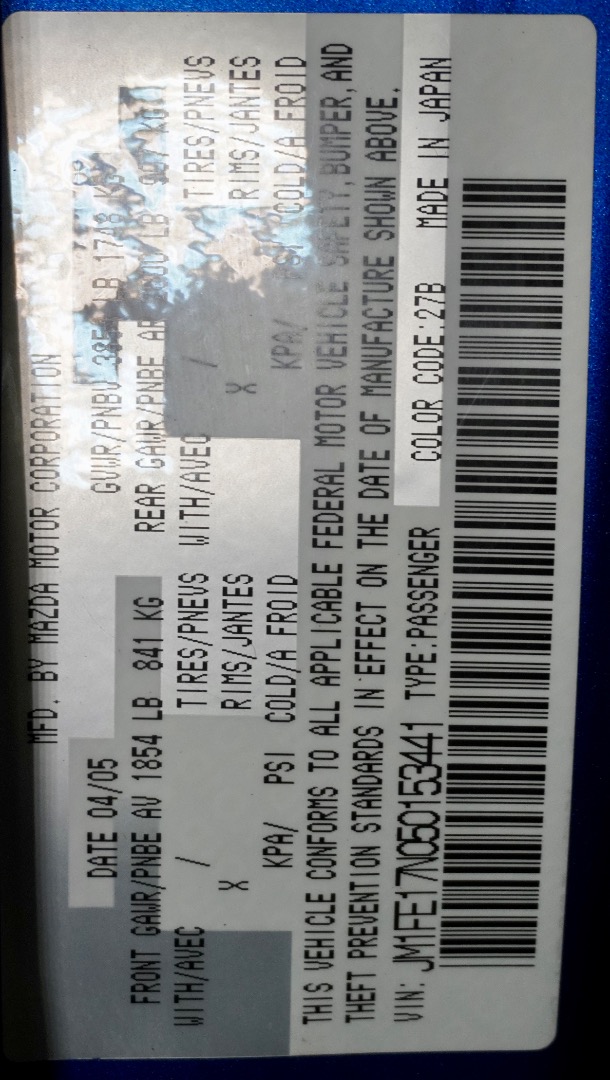 MFD. BY MAZDA MOTOR CORPORATION
DATE 04/05 GVWR/PNBV LB KG
FRONT GAWR/PNBE AV 1854 LB 841 KG REAR GAWR/PNBE AR LB KG
WITH/AVEC / TIRES/PNEUS WITH/AVEC / TIRES/PNEUS
X RIMS/JANTES X RIMS/JANTES
KPA/ PSI COLD/A FROID KPA/ PSI COLD/A FROID
THIS VEHICLE CONFORMS TO ALL APPLICABLE FEDERAL MOTOR VEHICLE SAFETY,BUMPER,AND
THEFT PREVENTION STANDARDS IN EFFECT ON THE DATE OF MANUFACTURE SHOWN ABOVE.
VIN: JM1FE17N050153441 TYPE:PASSENGER COLOR CODE:27B MADE IN JAPAN